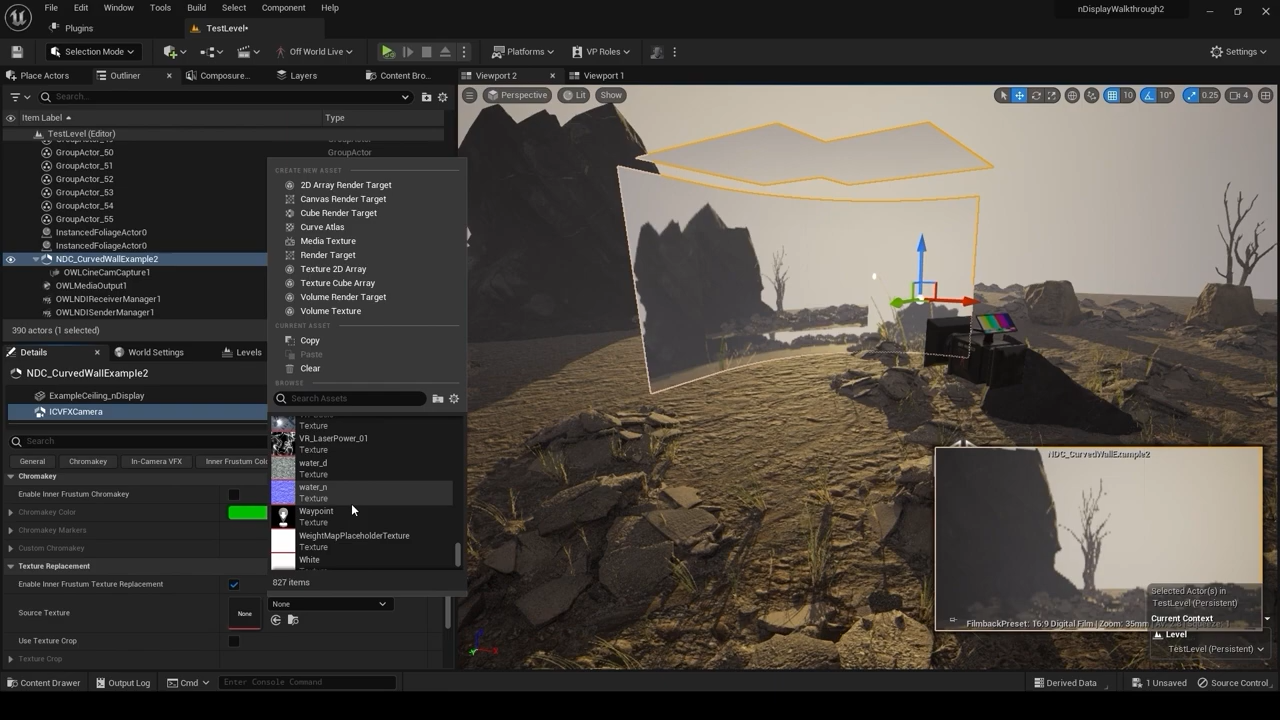 File Edit Window Tools Build Select Component Help
nDisplayWalkthrough2
Plugins
TestLevel*
Selection Mode
Off World Live
Platforms
VP Roles
Settings
Place Actors
Outliner
Composure...
Layers
Content Bro...
Viewport 2
Viewport 1
Search...
Perspective
Lit
Show
10
10°
0.25
4
Item Label
Type
TestLevel (Editor)
GroupActor_50
GroupActor
GroupActor_51
GroupActor_52
GroupActor_53
GroupActor_54
GroupActor_55
InstancedFoliageActor0
InstancedFoliageActor0
NDC_CurvedWallExample2
OWLCineCamCapture1
OWLMediaOutput1
OWLNDIReceiverManager1
OWLNDISenderManager1
390 actors (1 selected)
Details
World Settings
Levels
NDC_CurvedWallExample2
ExampleCeiling_nDisplay
ICVFXCamera
Search
General
Chromakey
In-Camera VFX
Inner Frustum Colo
Chromakey
Enable Inner Frustum Chromakey
Chromakey Color
Chromakey Markers
Custom Chromakey
Texture Replacement
Enable Inner Frustum Texture Replacement
Source Texture
None
None
Use Texture Crop
Texture Crop
CREATE NEW ASSET
2D Array Render Target
Canvas Render Target
Cube Render Target
Curve Atlas
Media Texture
Render Target
Texture 2D Array
Texture Cube Array
Volume Render Target
Volume Texture
CURRENT ASSET
Copy
Paste
Clear
BROWSE
Search Assets
Texture
VR_LaserPower_01
Texture
water_d
Texture
water_n
Texture
Waypoint
Texture
WeightMapPlaceholderTexture
Texture
White
827 items
NDC_CurvedWallExample2
Selected Actor(s) in
TestLevel (Persistent)
Current Context
FilmbackPreset: 16:9 Digital Film | Zoom: 35mm
Level
TestLevel (Persistent)
Content Drawer
Output Log
Cmd
Enter Console Command
Derived Data
1 Unsaved
Source Control